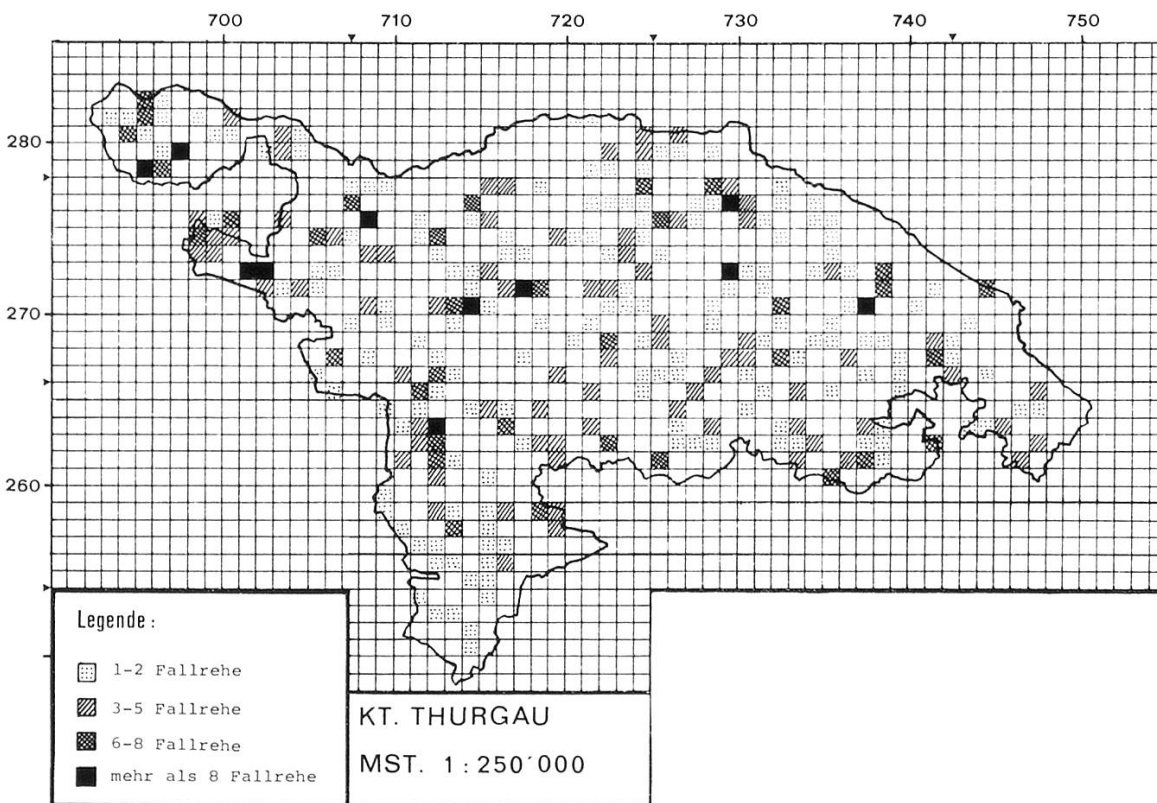 700 710 720 730 740 750
280
270
260
Legende :
1-2 Fallrehe
3-5 Fallrehe
6-8 Fallrehe
mehr als 8 Fallrehe
KT. THURGAU
MST. 1 : 250´000